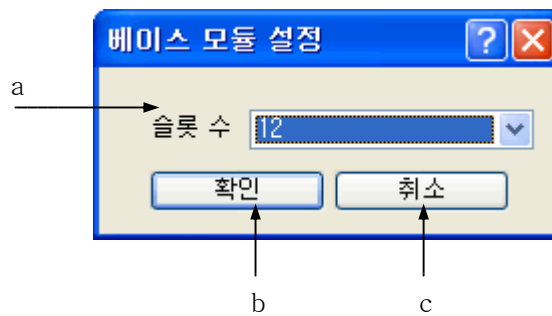 베이스 모듈 설정
a
슬롯 수 12
확인 취소
b c